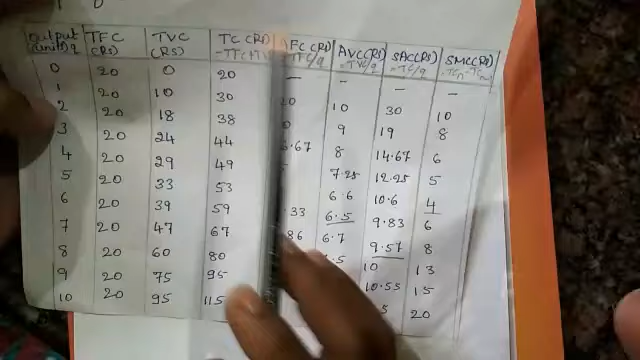 1 0
Output (Units) q TFC (RS) TVC (RS) TC (RS) AFC (RS) AVC (RS) = TVC/q SAC (RS) = TC/q SMC (RS)
0 20 0 20 — — — —
1 20 10 30 20 10 30 10
2 20 18 38 9 19 8
3 20 24 44 6.67 8 14.67 6
4 20 29 49 7.25 12.25 5
5 20 33 53 6.6 10.6 4
6 20 39 59 .33 6.5 9.83 6
7 20 47 67 .86 6.7 9.57 8
8 20 60 80 .5 10 13
9 20 75 95 10.55 15
10 20 95 115 5 20